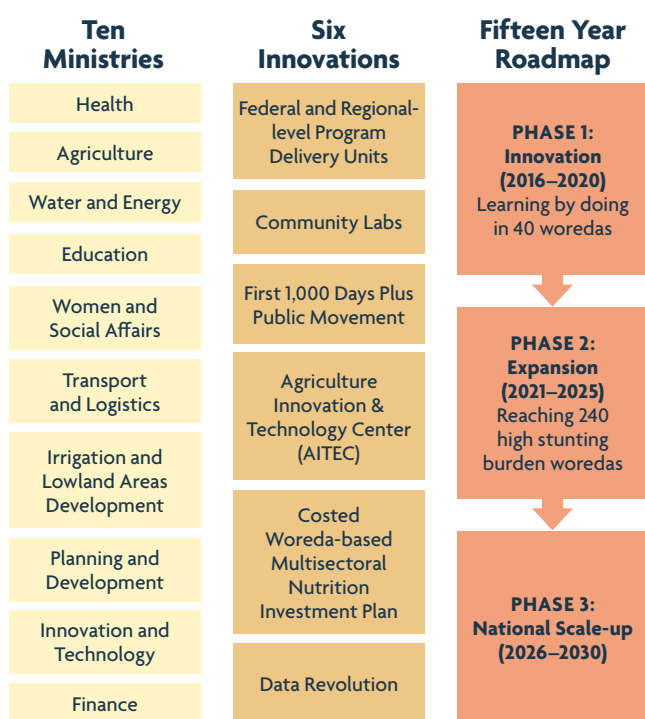 Ten
Ministries
Health
Agriculture
Water and Energy
Education
Women and
Social Affairs
Transport
and Logistics
Irrigation and
Lowland Areas
Development
Planning and
Development
Innovation and
Technology
Finance
Six
Innovations
Federal and Regional-
level Program
Delivery Units
Community Labs
First 1,000 Days Plus
Public Movement
Agriculture
Innovation &
Technology Center
(AITEC)
Costed
Woreda-based
Multisectoral
Nutrition
Investment Plan
Data Revolution
Fifteen Year
Roadmap
PHASE 1:
Innovation
(2016–2020)
Learning by doing
in 40 woredas
PHASE 2:
Expansion
(2021–2025)
Reaching 240
high stunting
burden woredas
PHASE 3:
National Scale-up
(2026–2030)